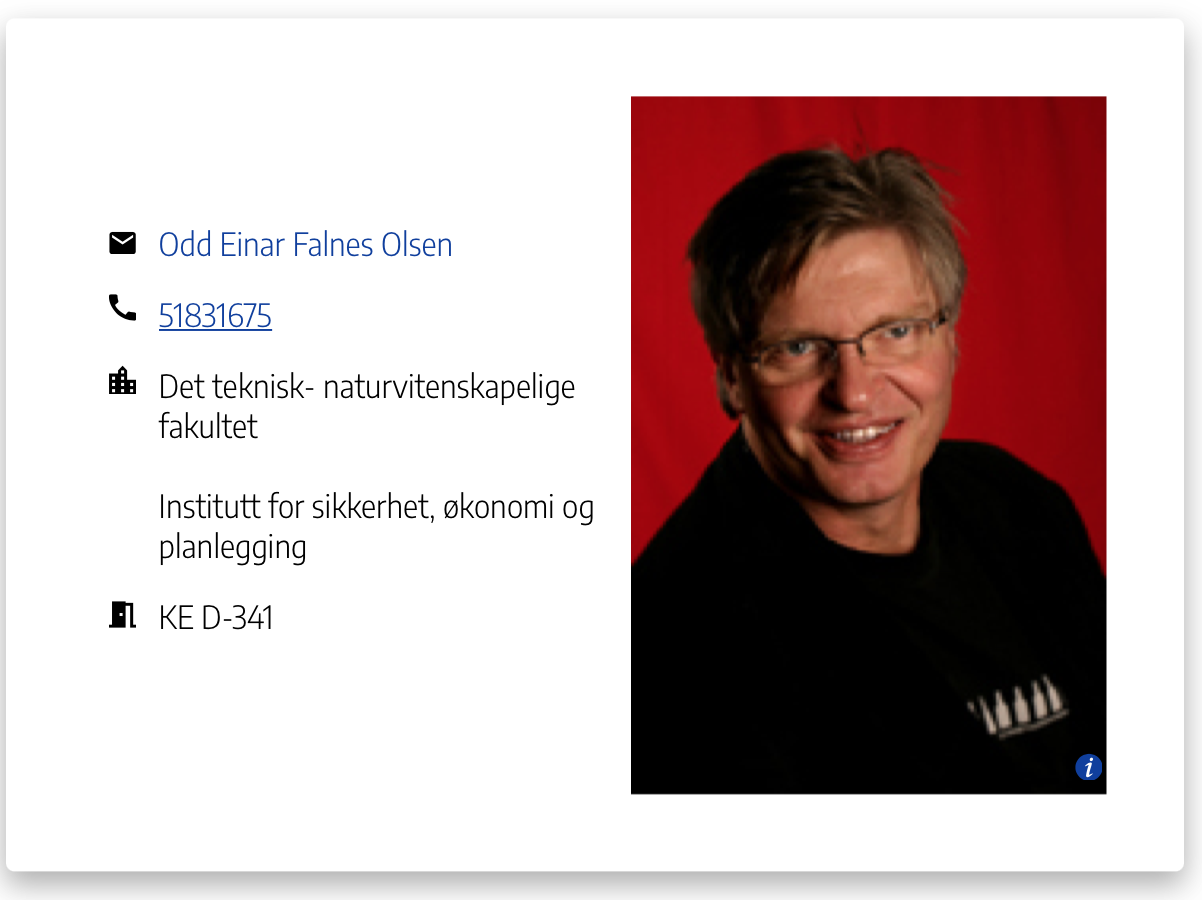 Odd Einar Falnes Olsen
51831675
Det teknisk- naturvitenskapelige
fakultet
Institutt for sikkerhet, økonomi og
planlegging
KE D-341
i